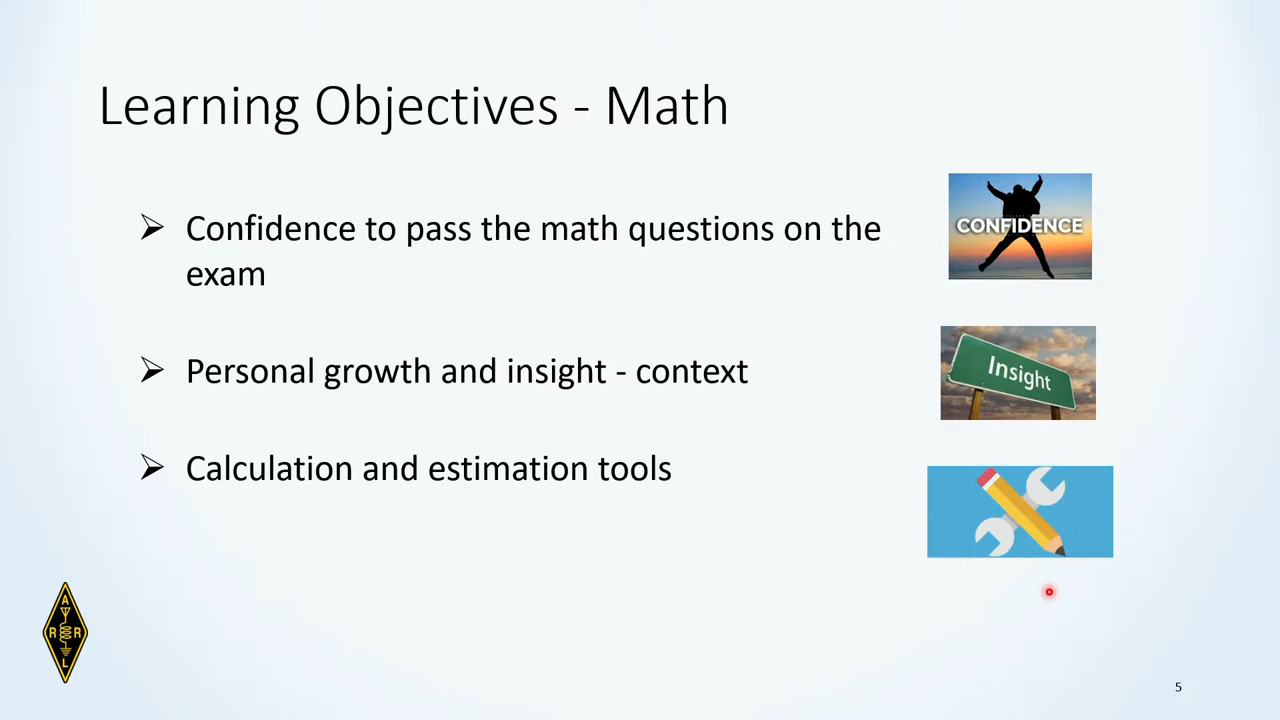 Learning Objectives - Math
Confidence to pass the math questions on the
exam
CONFIDENCE
Personal growth and insight - context
Insight
Calculation and estimation tools
A
R R
L
5